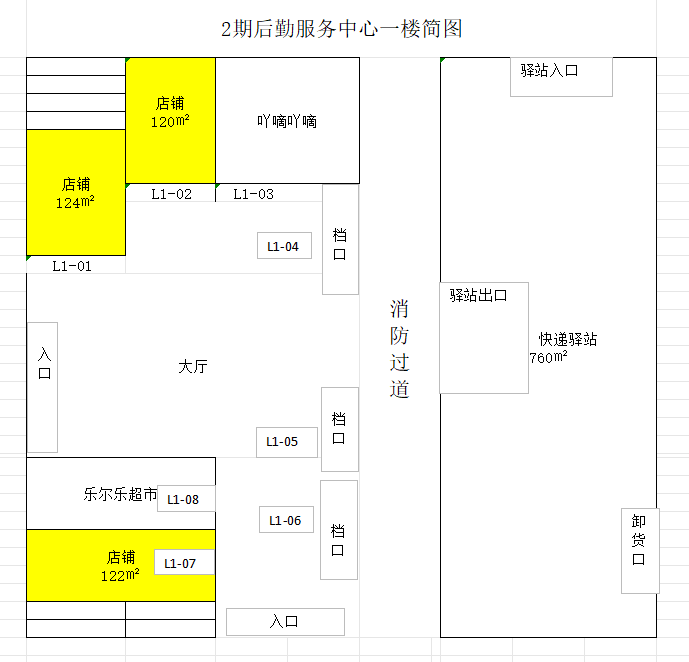 2期后勤服务中心一楼简图
驿站入口
店铺
120㎡
吖嘀吖嘀
店铺
124㎡
L1-02
L1-03
L1-04
档
口
L1-01
驿站出口
消
防
过
道
快递驿站
760㎡
入
口
大厅
档
口
L1-05
乐尔乐超市
L1-08
L1-06
档
口
卸
货
口
店铺
122㎡
L1-07
入口